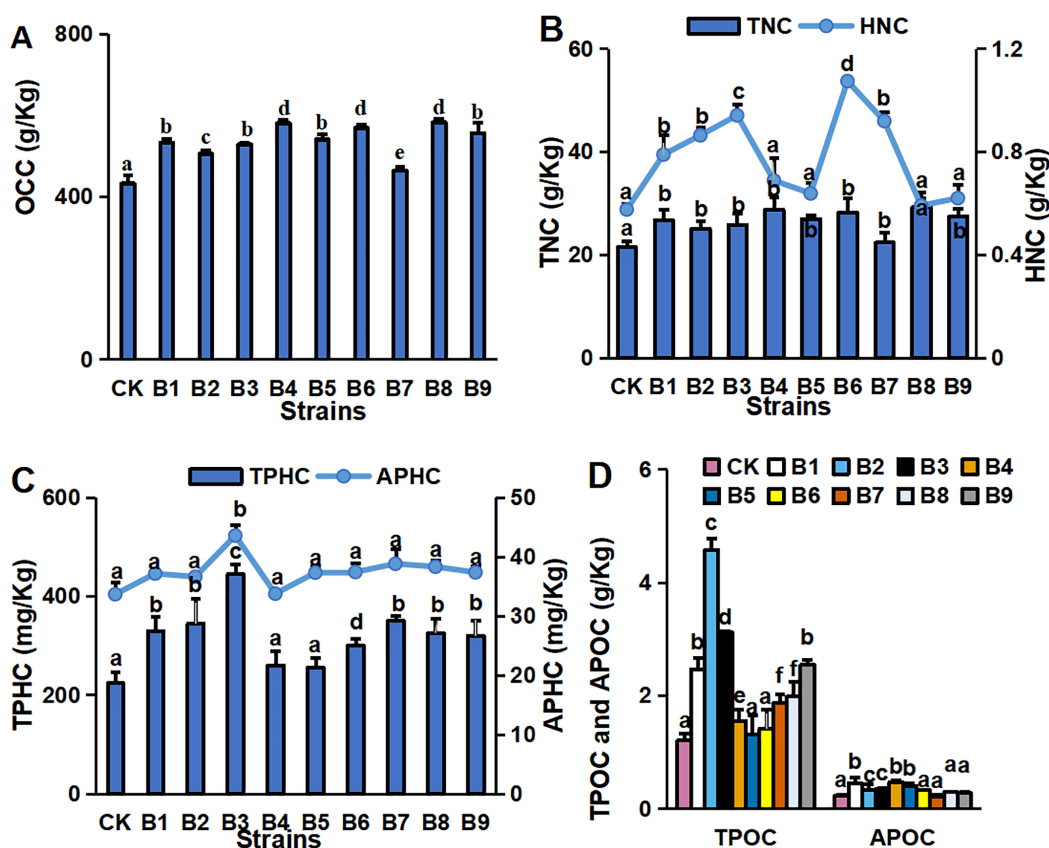 A
800
400
0
OCC (g/Kg)
a b c b d b d e d b
CK B1 B2 B3 B4 B5 B6 B7 B8 B9
Strains
B
TNC HNC
60
40
20
0
TNC (g/Kg)
1.2
0.8
0.4
0
HNC (g/Kg)
a b b c a a d b a a
a b b b b b b b a b
CK B1 B2 B3 B4 B5 B6 B7 B8 B9
Strains
C
TPHC APHC
600
400
200
0
TPHC (mg/Kg)
50
40
30
20
10
0
APHC (mg/Kg)
a a a b a a a a a a
a b b c a a d b b b
CK B1 B2 B3 B4 B5 B6 B7 B8 B9
Strains
D
CK B1 B2 B3 B4
B5 B6 B7 B8 B9
6
4
2
0
TPOC and APOC (g/Kg)
a b c d e a a f f b
a b c c b b a a a a
TPOC APOC